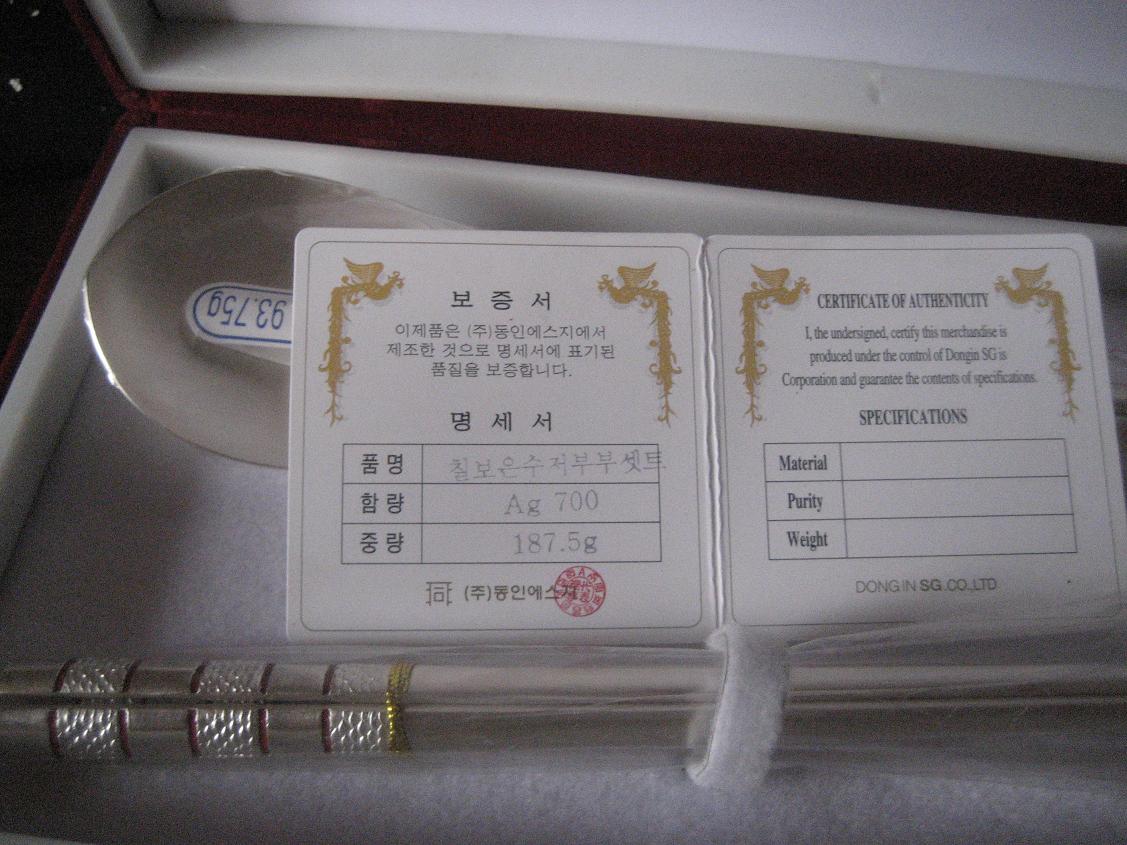 93.75g
보 증 서
이제품은 (주)동인에스지에서
제조한 것으로 명세서에 표기된
품질을 보증합니다.
명 세 서
품 명 칠보은수저부부셋트
함 량 Ag 700
중 량 187.5g
(주)동인에스지
CERTIFICATE OF AUTHENTICITY
I, the undersigned, certify this merchandise is
produced under the control of Dongin SG is
Corporation and guarantee the contents of specifications.
SPECIFICATIONS
Material
Purity
Weight
DONG IN SG.CO.,LTD